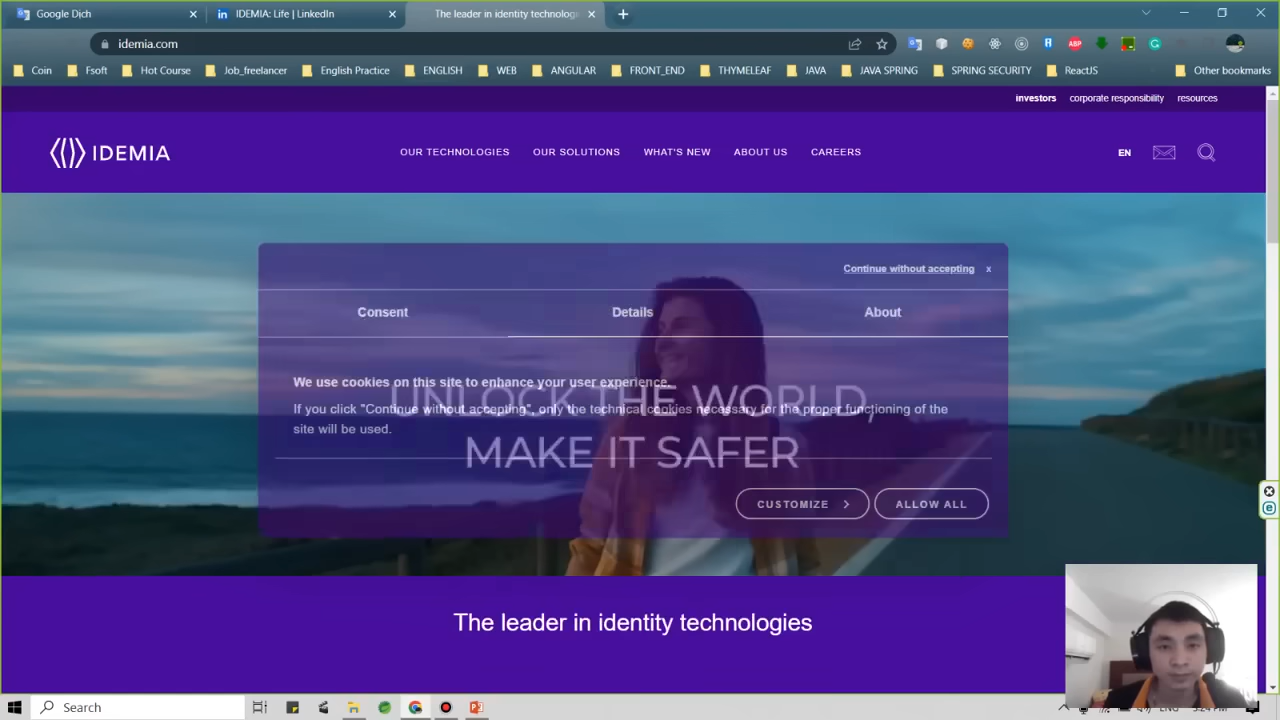 Google Dịch
IDEMIA: Life | LinkedIn
The leader in identity technolog
idemia.com
Coin
Fsoft
Hot Course
Job_freelancer
English Practice
ENGLISH
WEB
ANGULAR
FRONT_END
THYMELEAF
JAVA
JAVA SPRING
SPRING SECURITY
ReactJS
Other bookmarks
investors
corporate responsibility
resources
IDEMIA
OUR TECHNOLOGIES
OUR SOLUTIONS
WHAT'S NEW
ABOUT US
CAREERS
EN
Continue without accepting x
Consent
Details
About
We use cookies on this site to enhance your user experience.
UNLOCK THE WORLD,
If you click "Continue without accepting", only the technical cookies necessary for the proper functioning of the
site will be used.
MAKE IT SAFER
CUSTOMIZE
ALLOW ALL
The leader in identity technologies
Search